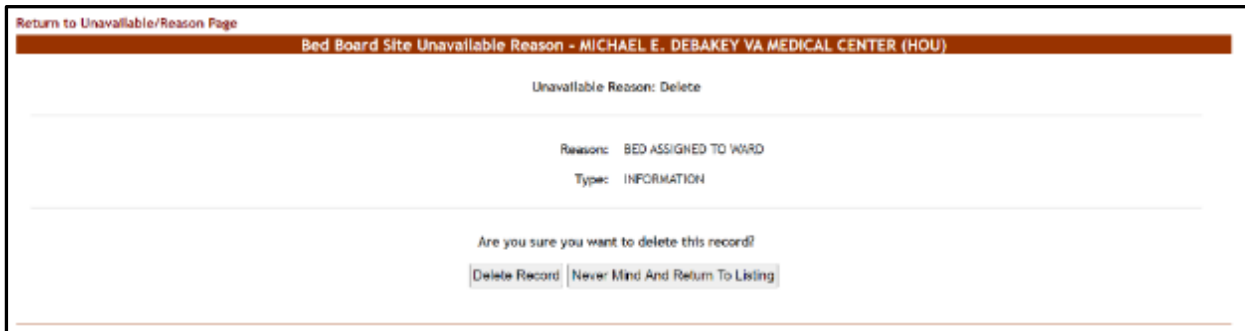 Return to Unavailable/Reason Page
Bed Board Site Unavailable Reason - MICHAEL E. DEBAKEY VA MEDICAL CENTER (HOU)
Unavailable Reason: Delete
Reason: BED ASSIGNED TO WARD
Type: INFORMATION
Are you sure you want to delete this record?
Delete Record Never Mind And Return To Listing